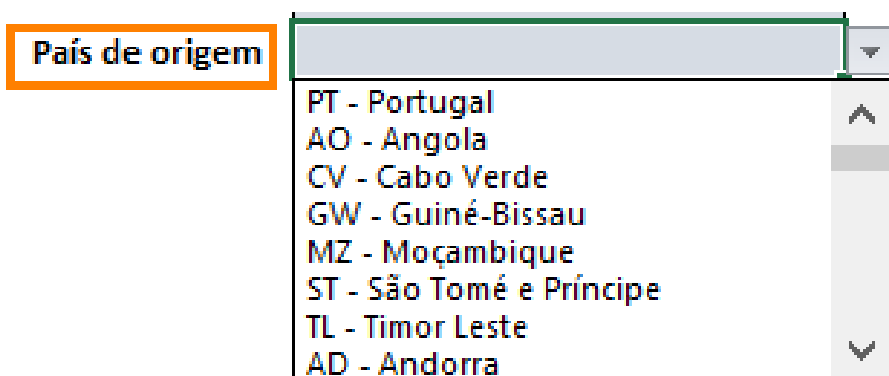 País de origem
PT - Portugal
AO - Angola
CV - Cabo Verde
GW - Guiné-Bissau
MZ - Moçambique
ST - São Tomé e Príncipe
TL - Timor Leste
AD - Andorra